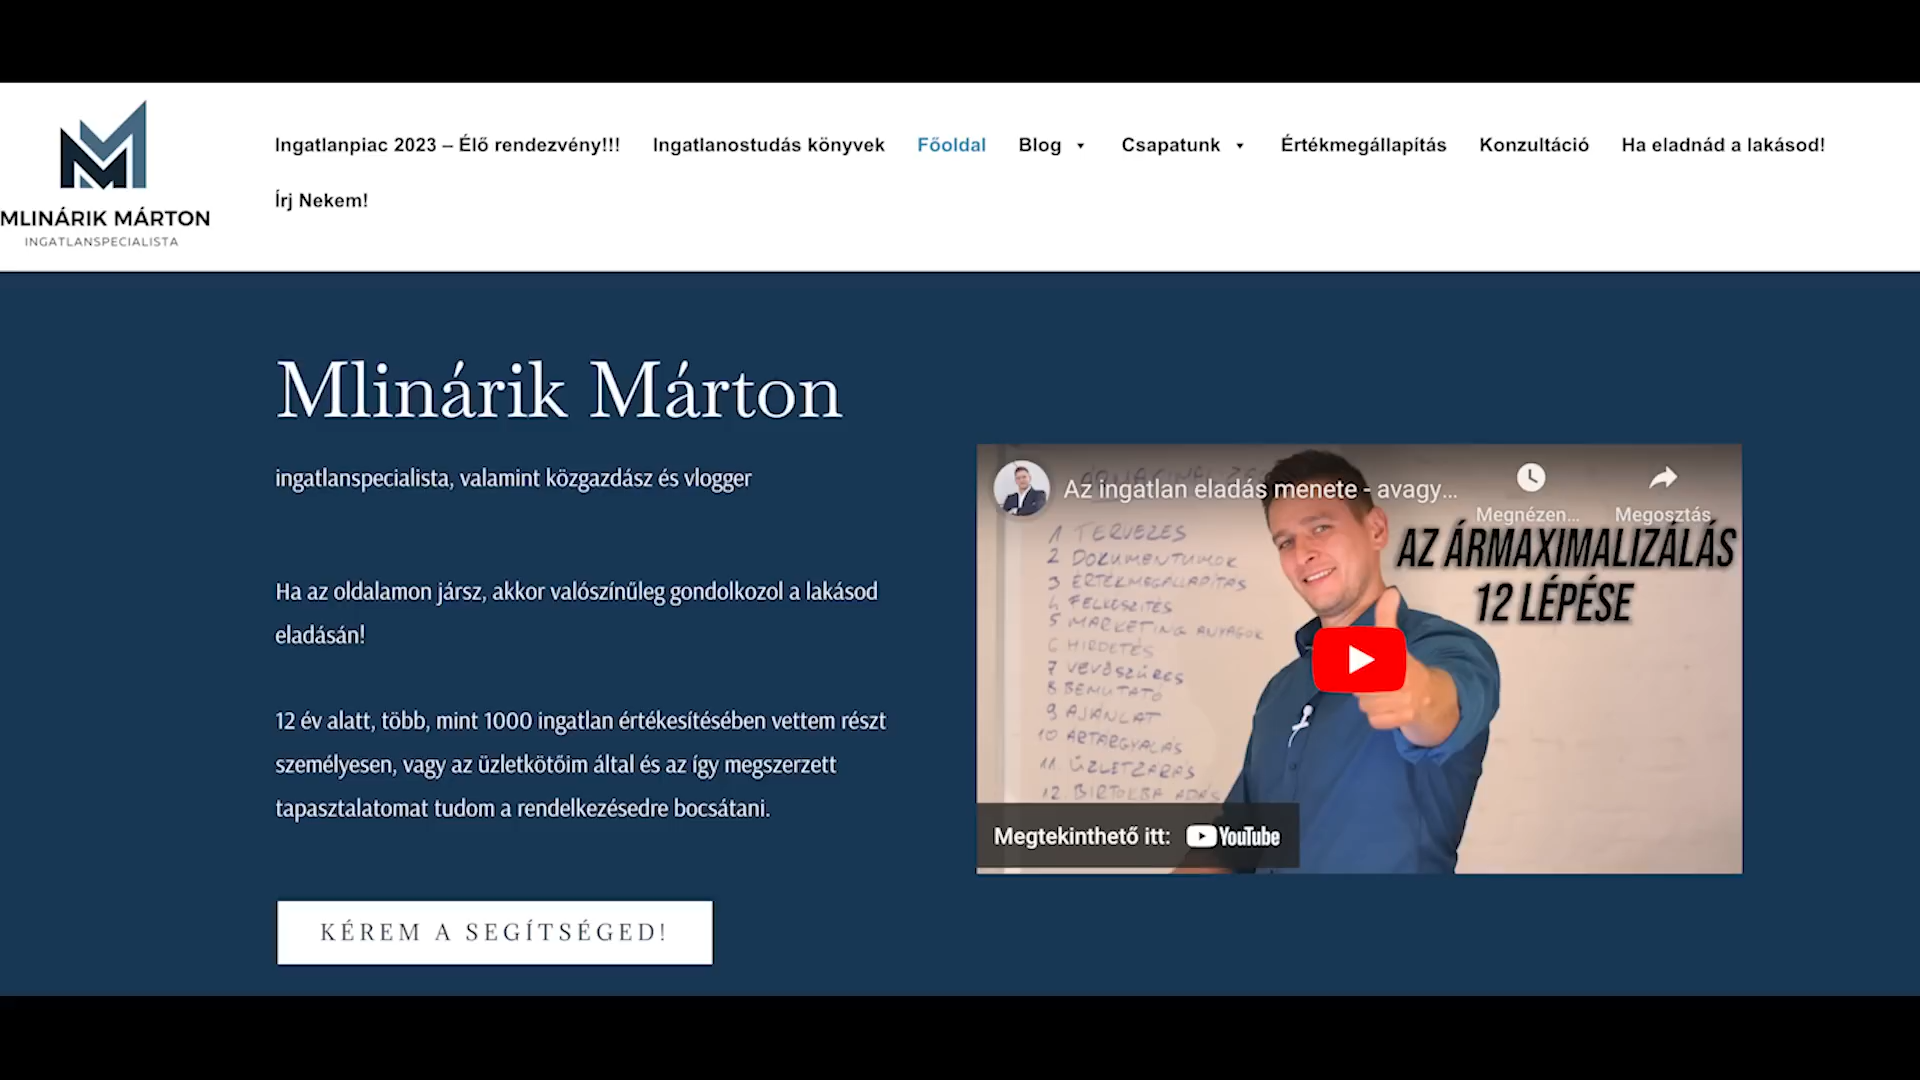 MLINÁRIK MÁRTON
INGATLANSPECIALISTA
Ingatlanpiac 2023 – Élő rendezvény!!! Ingatlanostudás könyvek Főoldal Blog Csapatunk Értékmegállapítás Konzultáció Ha eladnád a lakásod!
Írj Nekem!
Mlinárik Márton
ingatlanspecialista, valamint közgazdász és vlogger
Ha az oldalamon jársz, akkor valószínűleg gondolkozol a lakásod
eladásán!
12 év alatt, több, mint 1000 ingatlan értékesítésében vettem részt
személyesen, vagy az üzletkötőim által és az így megszerzett
tapasztalatomat tudom a rendelkezésedre bocsátani.
KÉREM A SEGÍTSÉGED!
Az ingatlan eladás menete - avagy...
Megnézen... Megosztás
AZ ÁRMAXIMALIZÁLÁS
12 LÉPÉSE
1 TERVEZÉS
2 DOKUMENTUMOK
3 ÉRTÉKMEGÁLLAPÍTÁS
4 FELKÉSZÍTÉS
5 MARKETING ANYAGOK
6 HIRDETÉS
7 VEVŐSZŰRÉS
8 BEMUTATÓ
9 AJÁNLAT
10 ÁRTÁRGYALÁS
11. ÜZLETZÁRÁS
12. BIRTOKBA ADÁS
Megtekinthető itt: YouTube